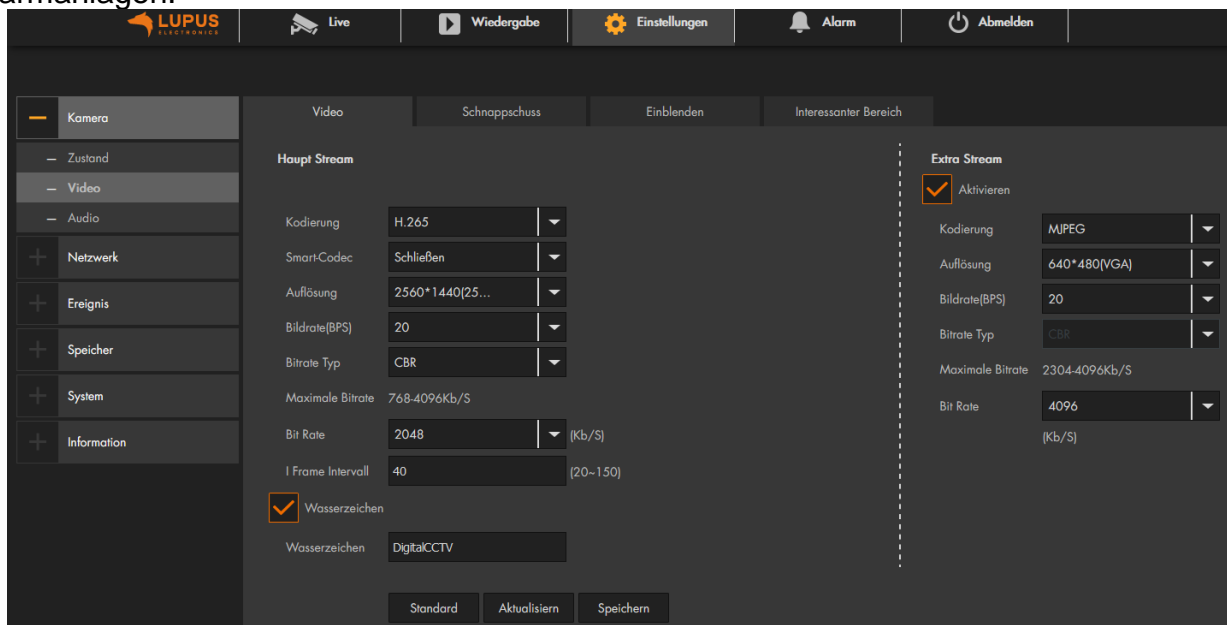 armanlagen.
LUPUS
ELECTRONICS
Live
Wiedergabe
Einstellungen
Alarm
Abmelden
Kamera
Zustand
Video
Audio
Netzwerk
Ereignis
Speicher
System
Information
Video
Schnappschuss
Einblenden
Interessanter Bereich
Haupt Stream
Kodierung H.265
Smart-Codec Schließen
Auflösung 2560*1440(25...
Bildrate(BPS) 20
Bitrate Typ CBR
Maximale Bitrate 768-4096Kb/S
Bit Rate 2048 (Kb/S)
I Frame Intervall 40 (20~150)
Wasserzeichen
Wasserzeichen DigitalCCTV
Standard
Aktualisiern
Speichern
Extra Stream
Aktivieren
Kodierung MJPEG
Auflösung 640*480(VGA)
Bildrate(BPS) 20
Bitrate Typ CBR
Maximale Bitrate 2304-4096Kb/S
Bit Rate 4096
(Kb/S)